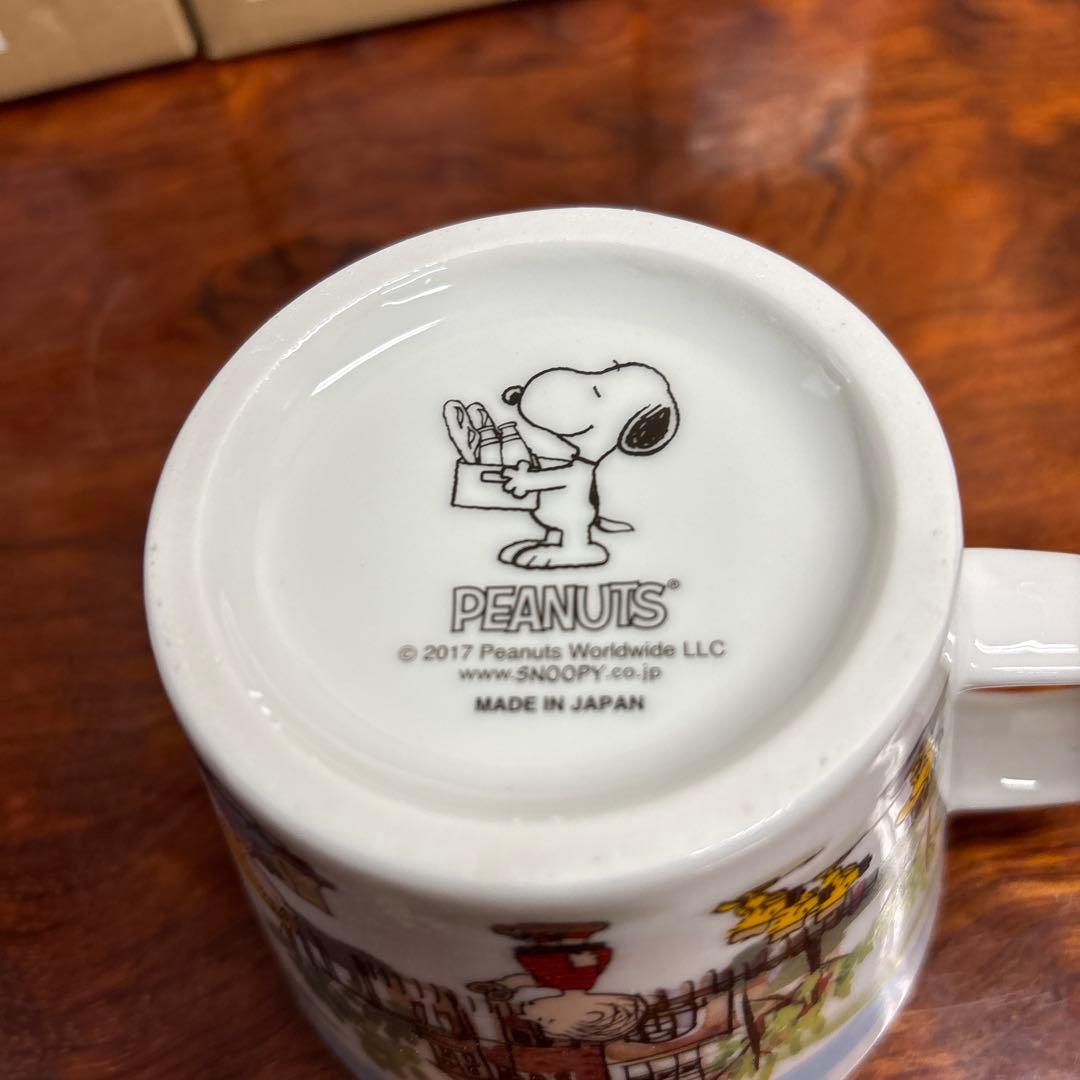 PEANUTS®
© 2017 Peanuts Worldwide LLC
www.SNOOPY.co.jp
MADE IN JAPAN